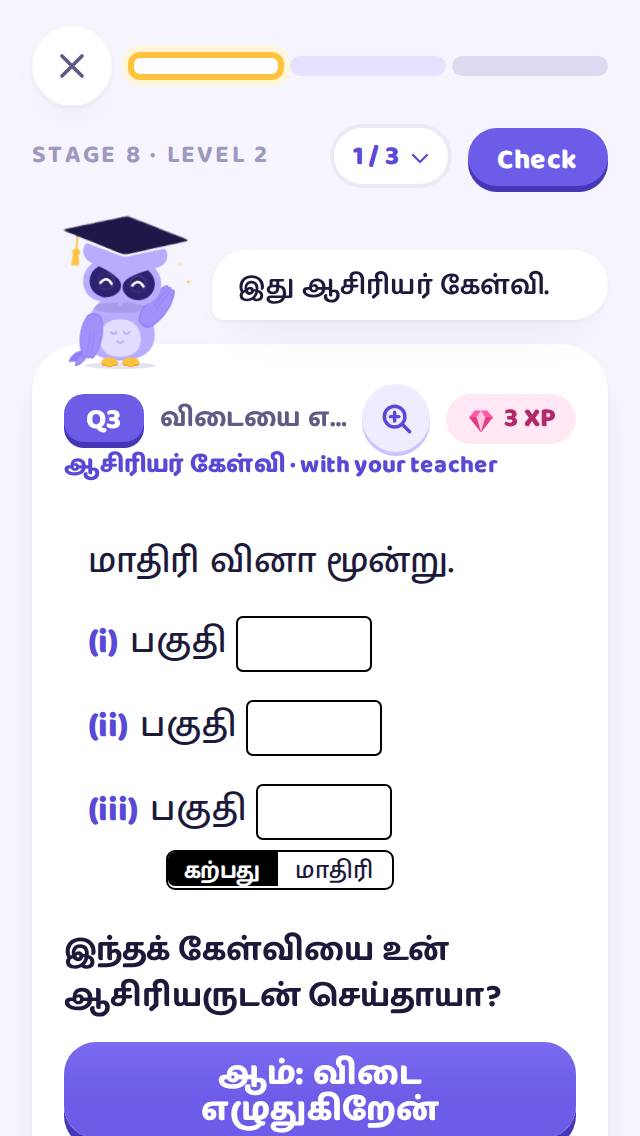 STAGE 8 · LEVEL 2
1 / 3
Check
இது ஆசிரியர் கேள்வி.
Q3
விடையை எ...
3 XP
ஆசிரியர் கேள்வி · with your teacher
மாதிரி வினா மூன்று.
(i) பகுதி
(ii) பகுதி
(iii) பகுதி
கற்பது மாதிரி
இந்தக் கேள்வியை உன்
ஆசிரியருடன் செய்தாயா?
ஆம்: விடை
எழுதுகிறேன்